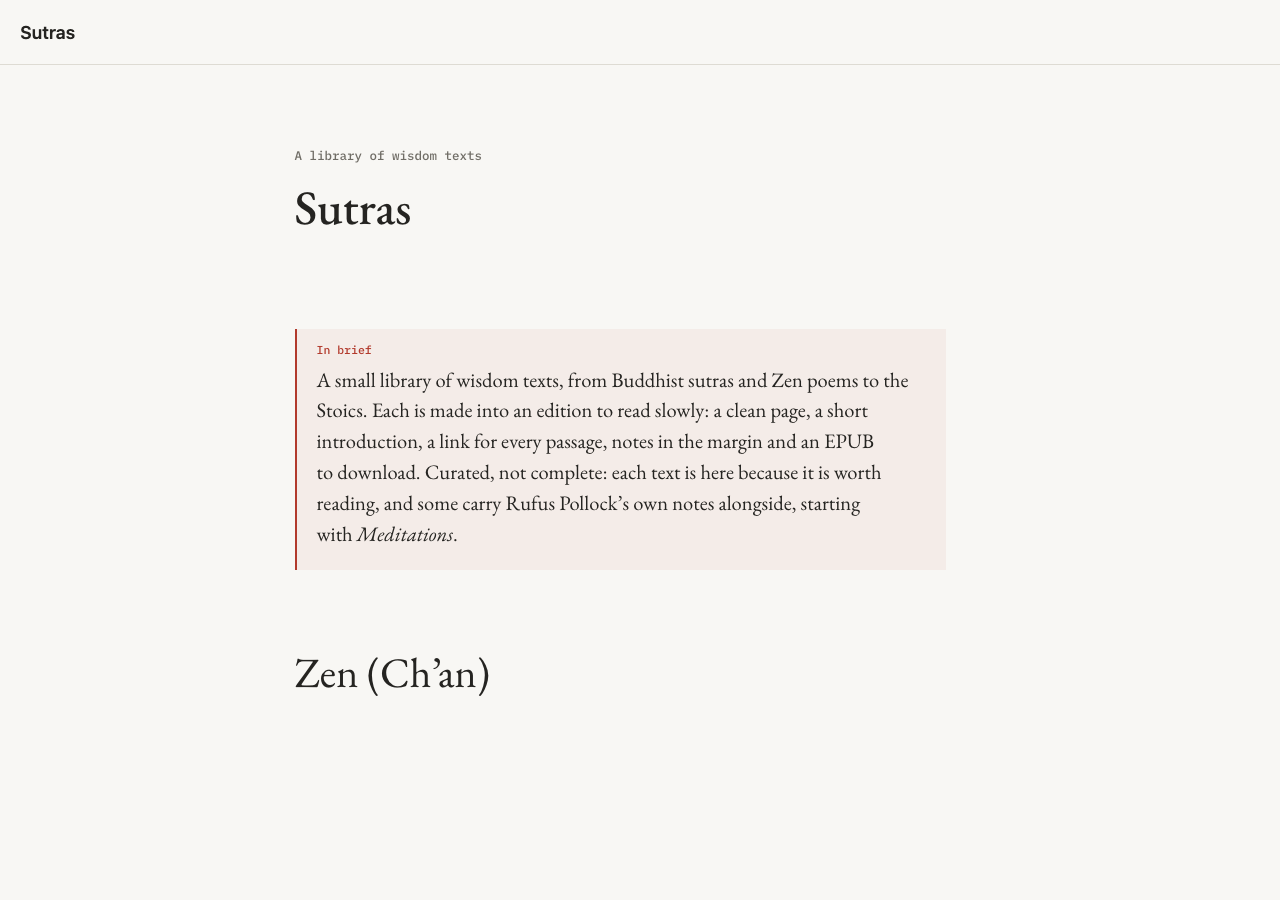 Sutras
A library of wisdom texts
Sutras
In brief
A small library of wisdom texts, from Buddhist sutras and Zen poems to the
Stoics. Each is made into an edition to read slowly: a clean page, a short
introduction, a link for every passage, notes in the margin and an EPUB
to download. Curated, not complete: each text is here because it is worth
reading, and some carry Rufus Pollock’s own notes alongside, starting
with Meditations.
Zen (Ch’an)